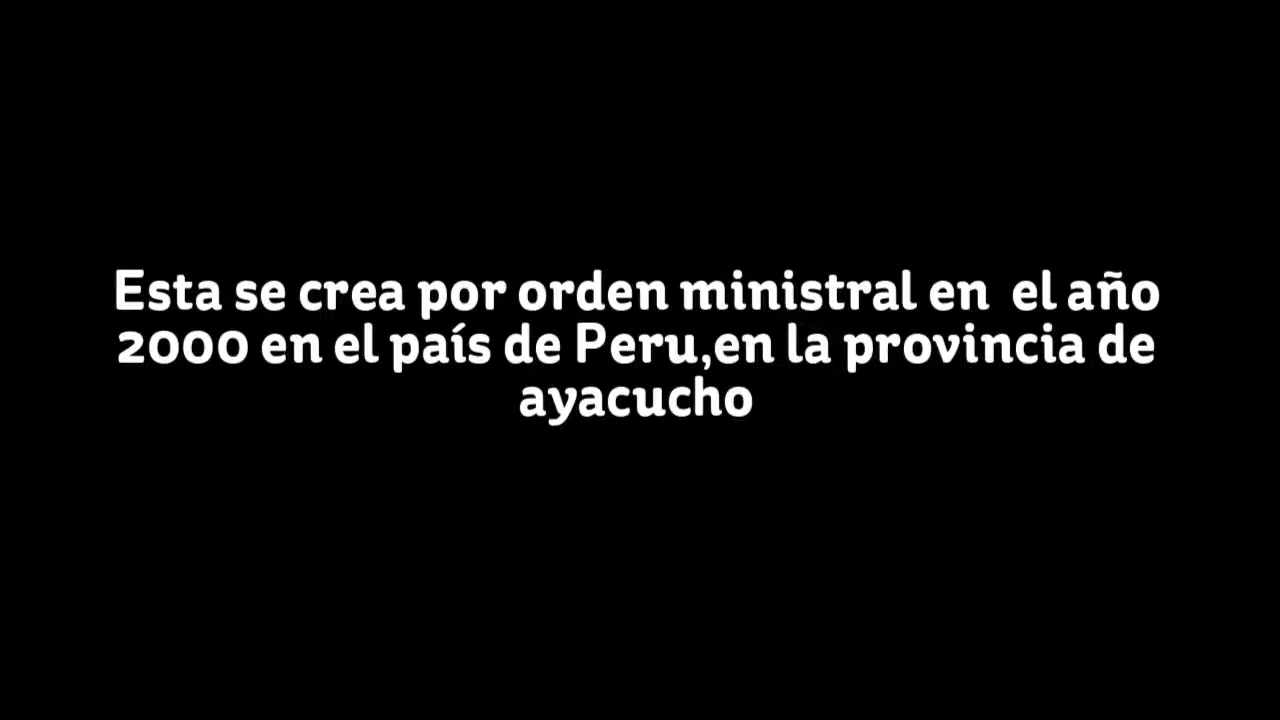 Esta se crea por orden ministral en  el año
2000 en el país de Peru,en la provincia de
ayacucho